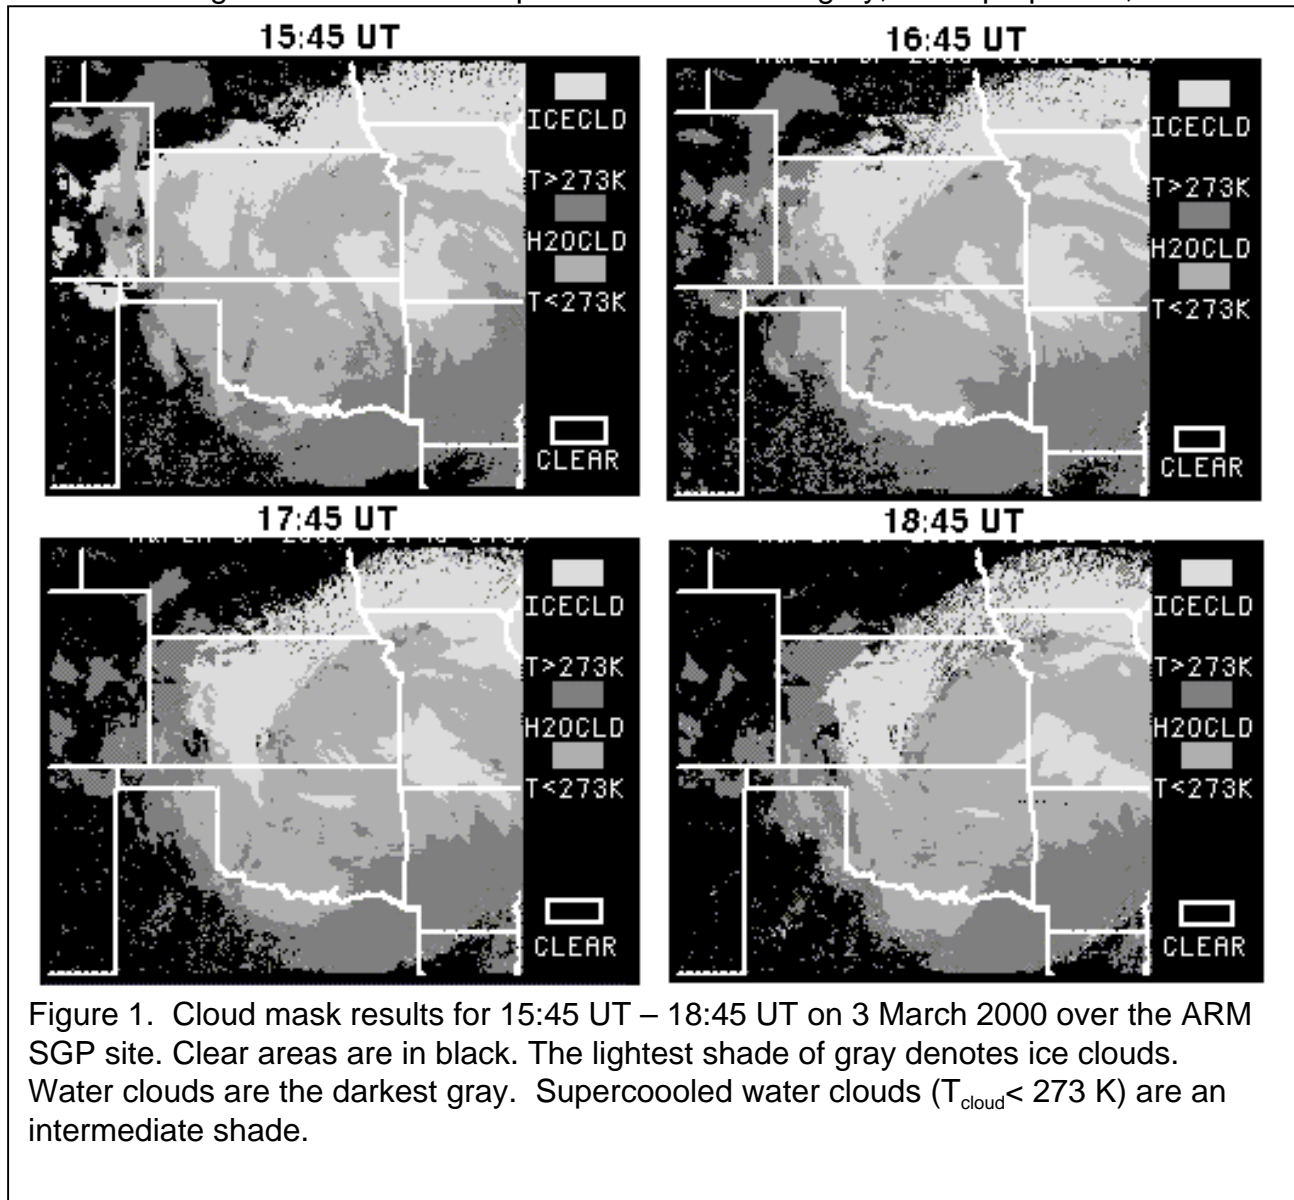 15:45 UT
ICECLD
T>273K
H2OCLD
T<273K
CLEAR
16:45 UT
ICECLD
T>273K
H2OCLD
T<273K
CLEAR
17:45 UT
ICECLD
T>273K
H2OCLD
T<273K
CLEAR
18:45 UT
ICECLD
T>273K
H2OCLD
T<273K
CLEAR
Figure 1.  Cloud mask results for 15:45 UT – 18:45 UT on 3 March 2000 over the ARM
SGP site. Clear areas are in black. The lightest shade of gray denotes ice clouds.
Water clouds are the darkest gray.  Supercoooled water clouds (Tcloud< 273 K) are an
intermediate shade.